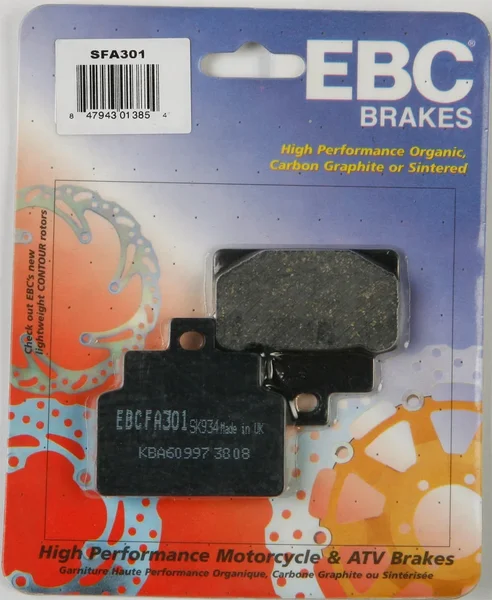 SFA301
8 47943 01385 4
EBC®
BRAKES
High Performance Organic,
Carbon Graphite or Sintered
Check out EBC's new
lightweight CONTOUR rotors
EBC FA301 SK934 Made in UK
KBA60997 3808
High Performance Motorcycle & ATV Brakes
Garniture Haute Performance Organique, Carbone Graphite ou Sintérisée